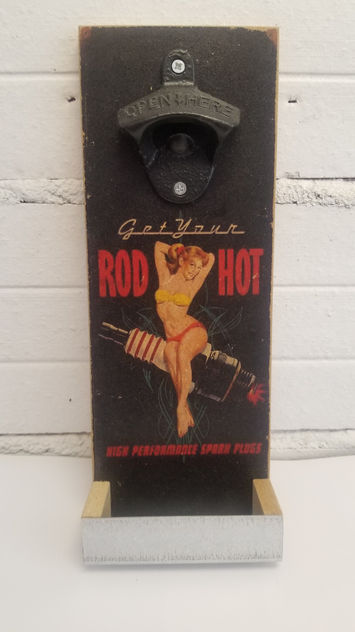 OPEN HERE
Get Your
ROD HOT
HIGH PERFORMANCE SPARK PLUGS